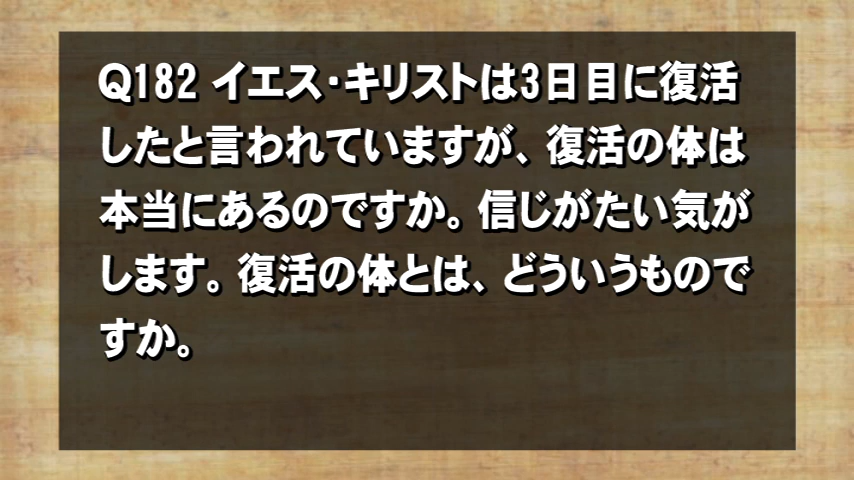 Q182 イエス・キリストは3日目に復活
したと言われていますが、復活の体は
本当にあるのですか。信じがたい気が
します。復活の体とは、どういうもので
すか。